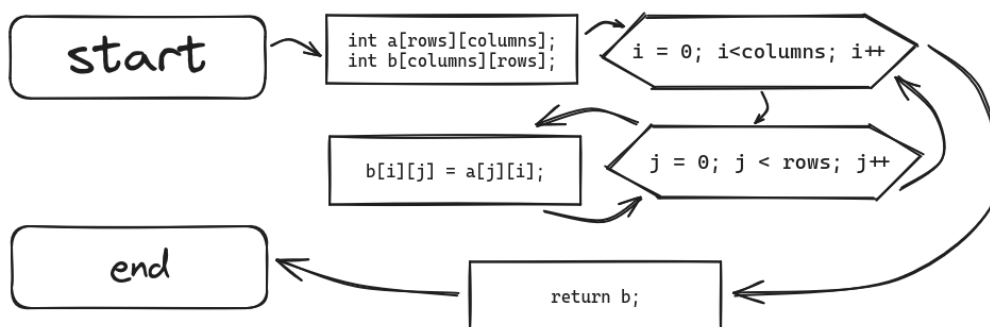 start
int a[rows][columns];
int b[columns][rows];
i = 0; i<columns; i++
b[i][j] = a[j][i];
j = 0; j < rows; j++
end
return b;